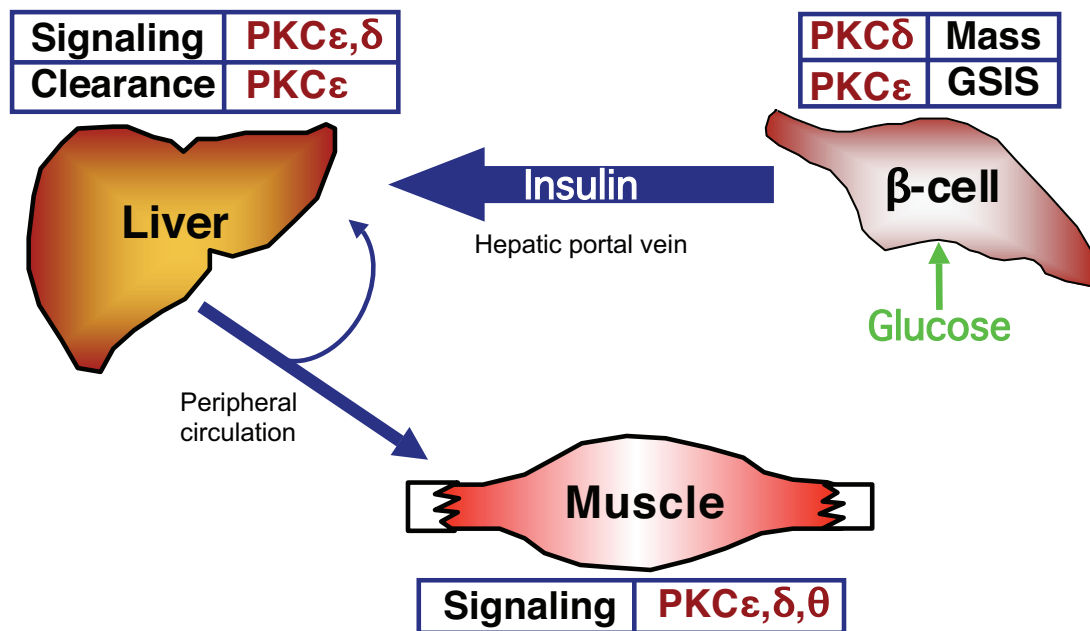 Signaling PKCε,δ
Clearance PKCε
PKCδ Mass
PKCε GSIS
Liver
Insulin
Hepatic portal vein
β-cell
Glucose
Peripheral
circulation
Muscle
Signaling PKCε,δ,θ